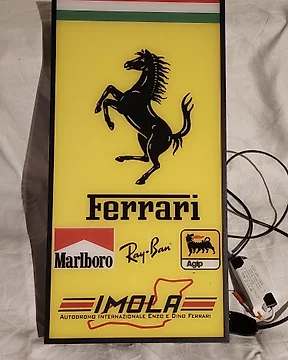 Ferrari
Marlboro
Ray-Ban
Agip
IMOLA
AUTODROMO INTERNAZIONALE ENZO E DINO FERRARI